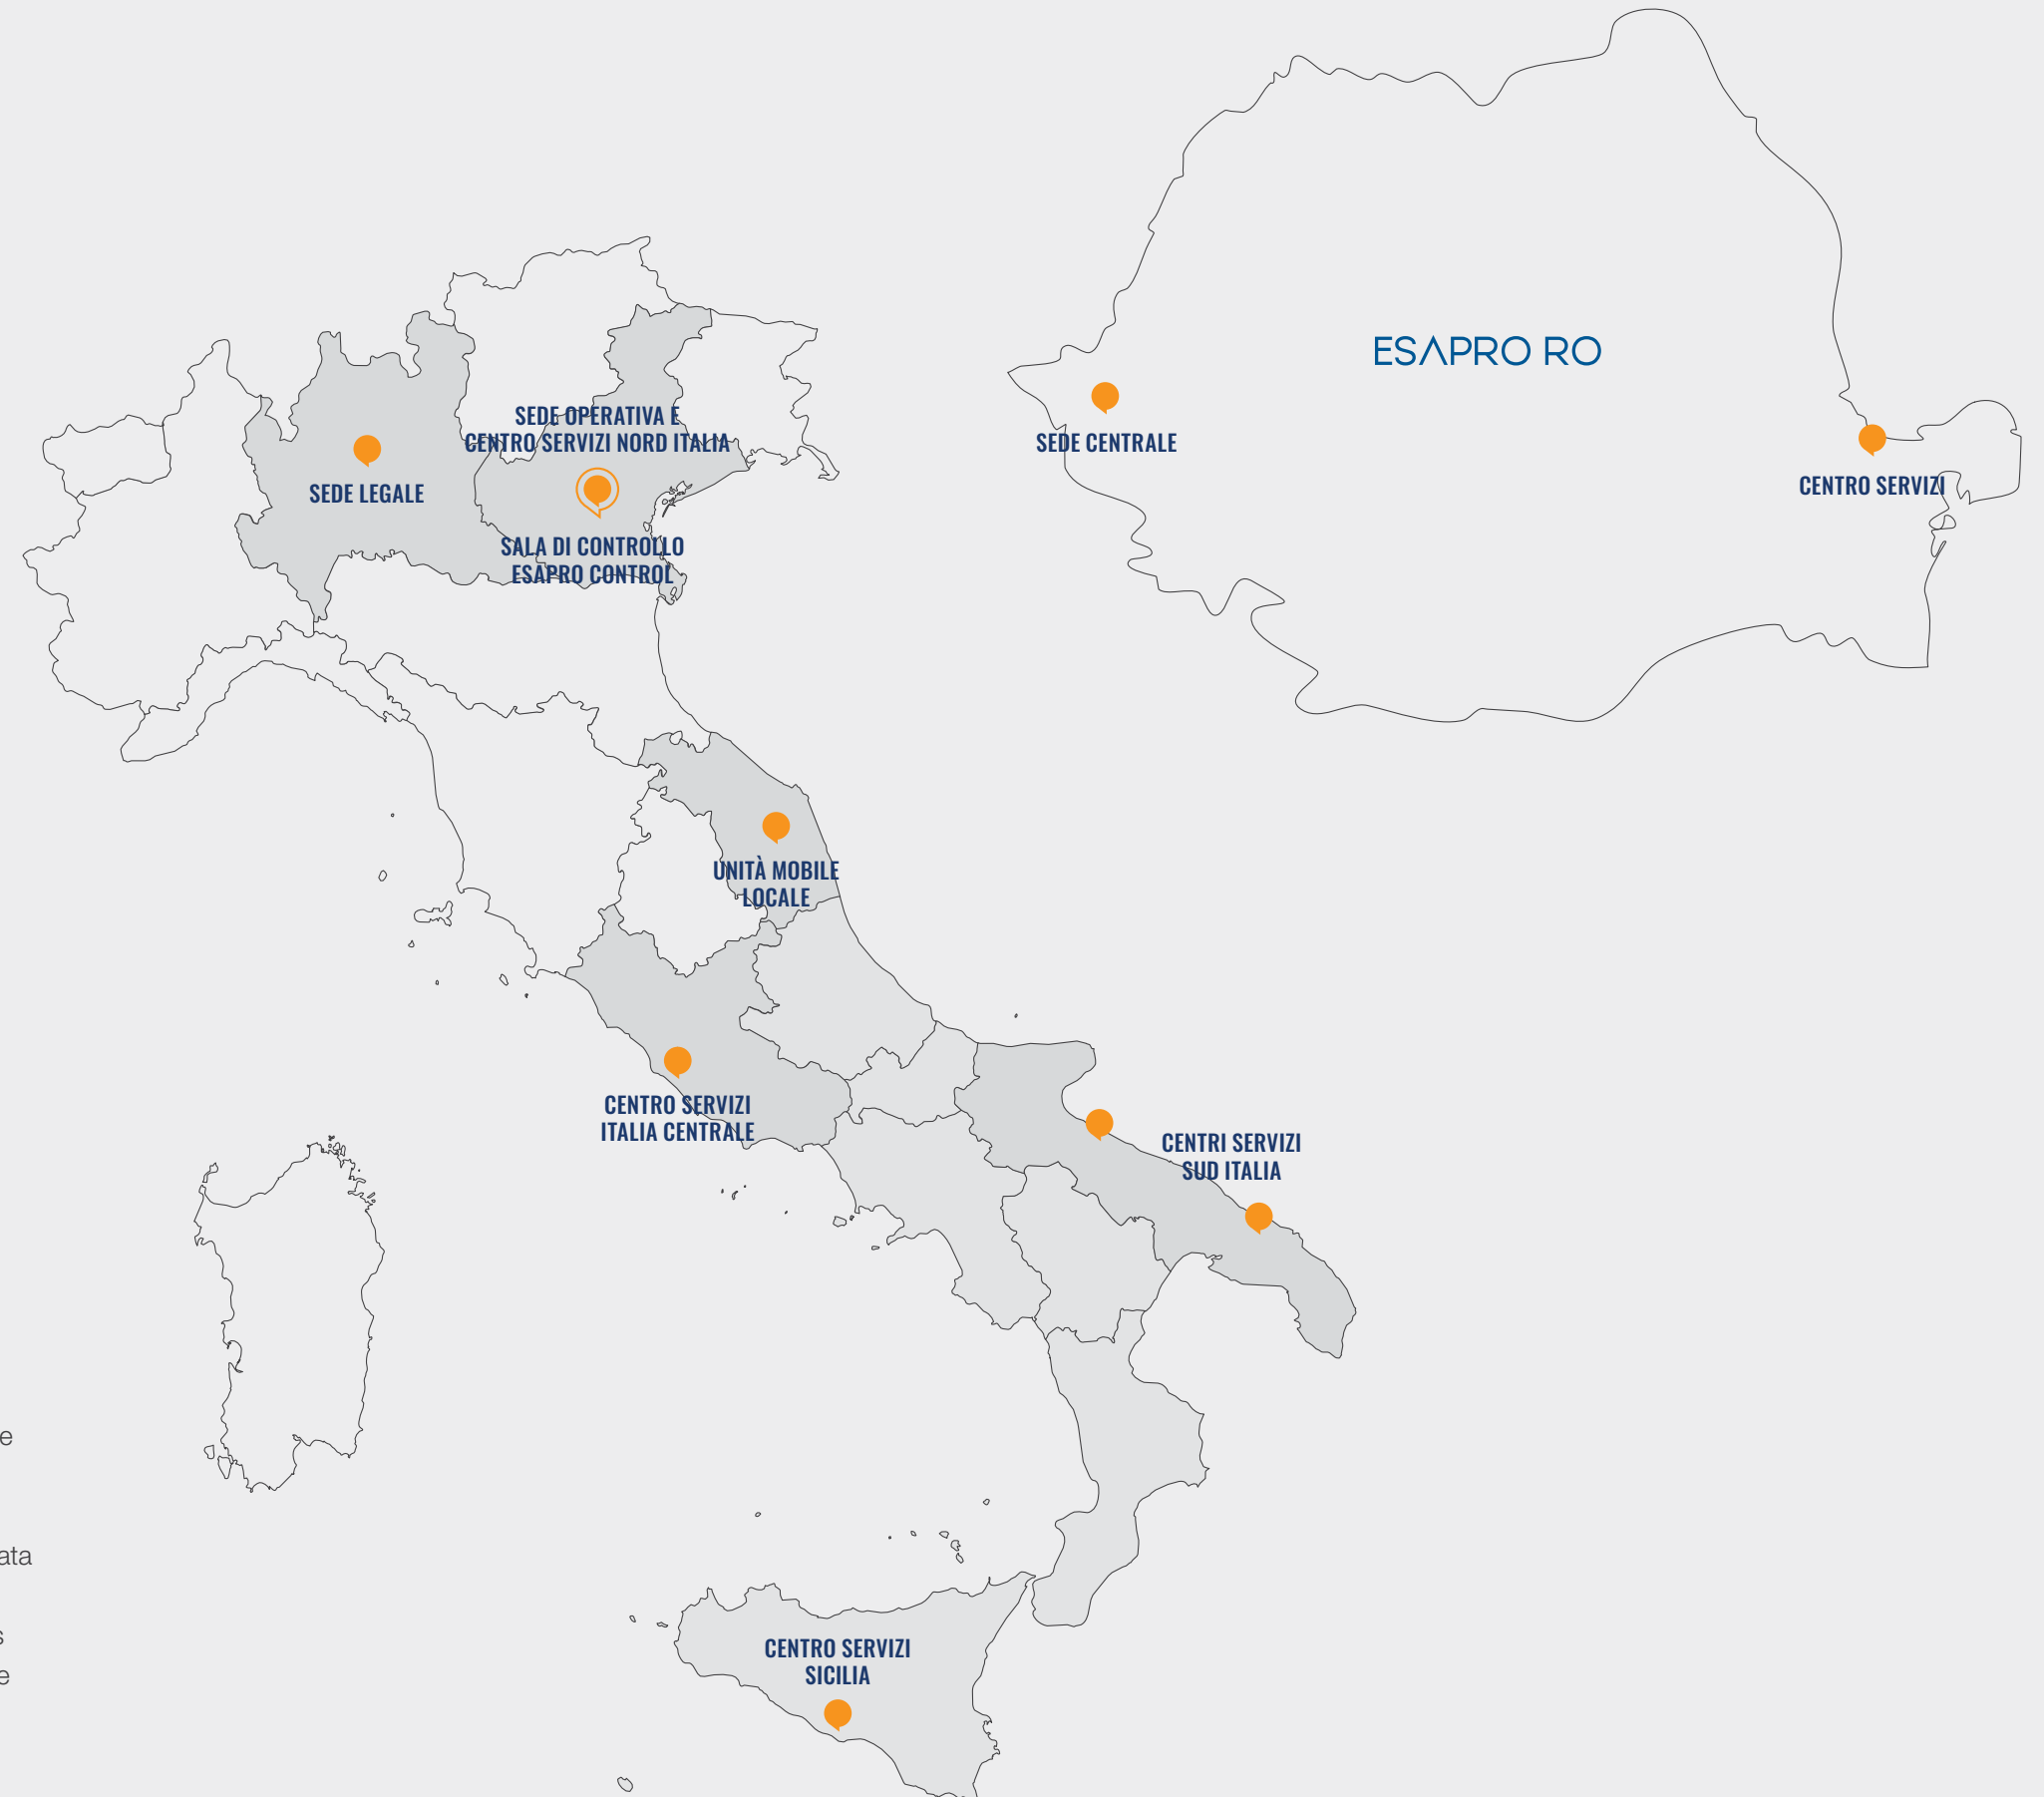 ESAPRO RO
SEDE CENTRALE
CENTRO SERVIZI
SEDE OPERATIVA E
CENTRO SERVIZI NORD ITALIA
SEDE LEGALE
SALA DI CONTROLLO
ESAPRO CONTROL
UNITÀ MOBILE
LOCALE
CENTRO SERVIZI
ITALIA CENTRALE
CENTRI SERVIZI
SUD ITALIA
e
ata
s
e
CENTRO SERVIZI
SICILIA